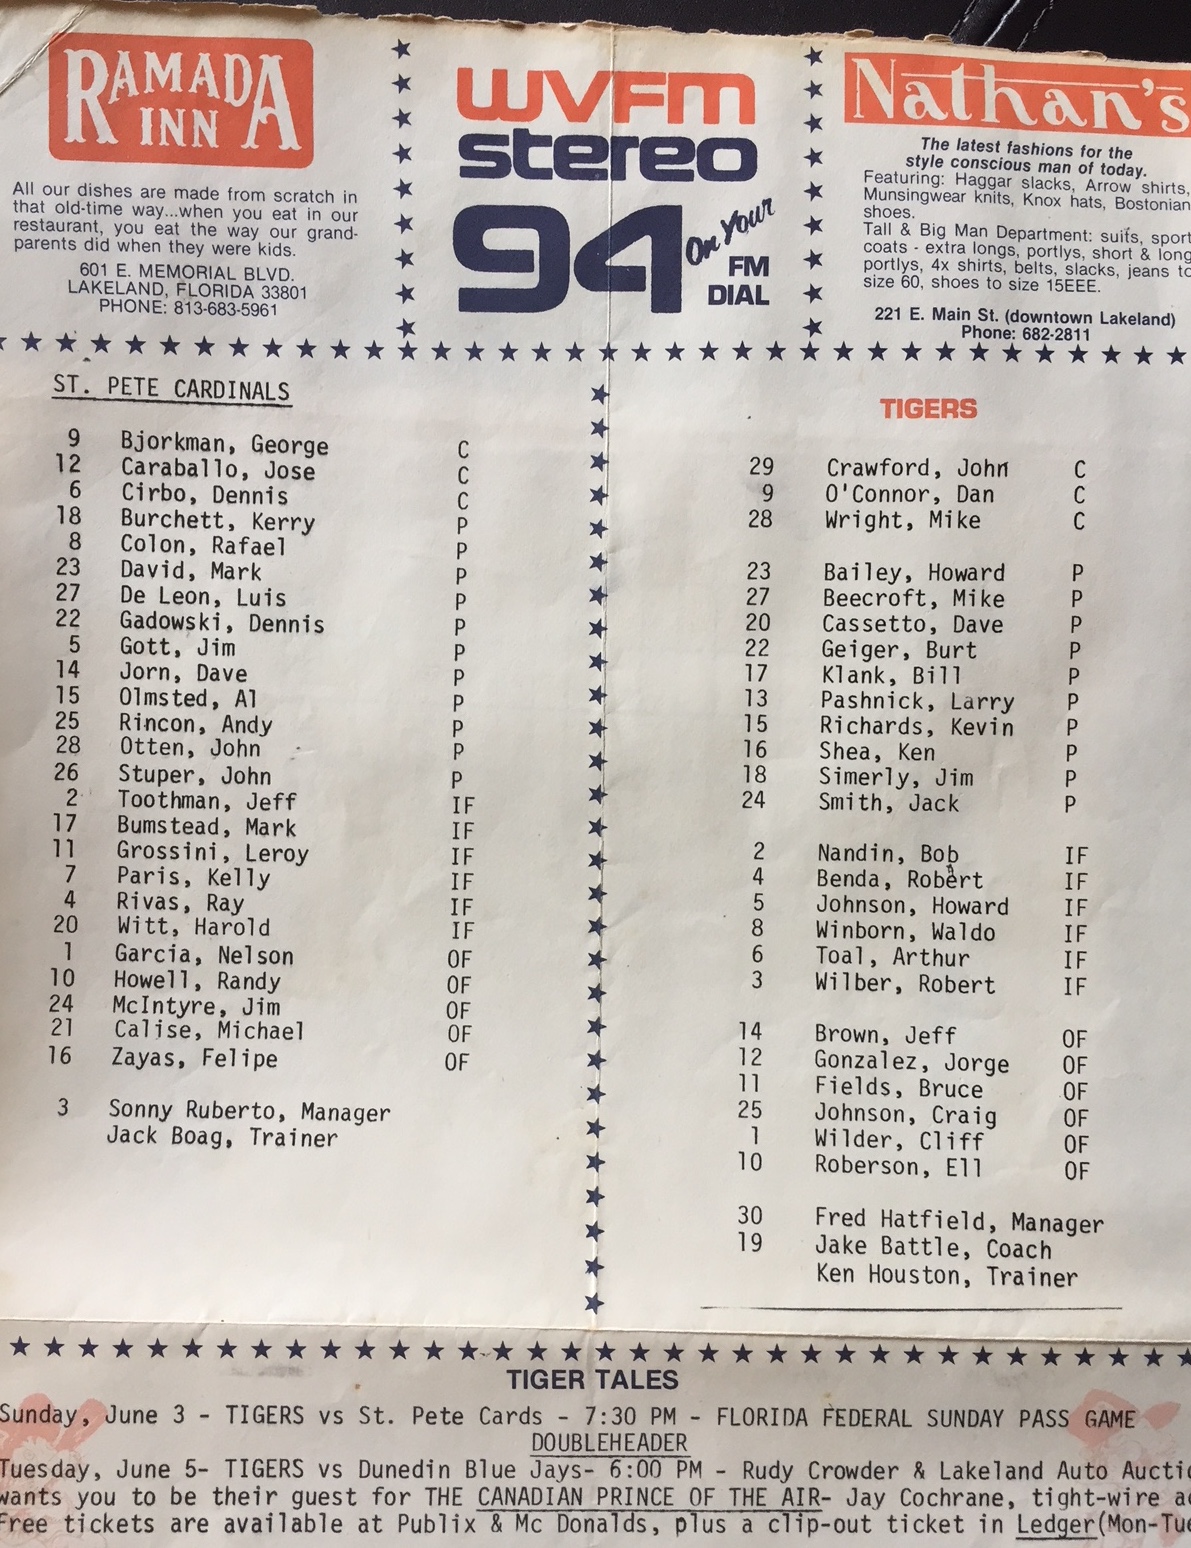 RAMADA
INN
All our dishes are made from scratch in
that old-time way...when you eat in our
restaurant, you eat the way our grand-
parents did when they were kids.
601 E. MEMORIAL BLVD.
LAKELAND, FLORIDA 33801
PHONE: 813-683-5961
WVFM
stereo
94
On Your
FM
DIAL
Nathan's
The latest fashions for the
style conscious man of today.
Featuring: Haggar slacks, Arrow shirts,
Munsingwear knits, Knox hats, Bostonian
shoes.
Tall & Big Man Department: suits, sport
coats - extra longs, portlys, short & long
portlys, 4x shirts, belts, slacks, jeans to
size 60, shoes to size 15EEE.
221 E. Main St. (downtown Lakeland)
Phone: 682-2811
ST. PETE CARDINALS
9 Bjorkman, George C
12 Caraballo, Jose C
6 Cirbo, Dennis C
18 Burchett, Kerry P
8 Colon, Rafael P
23 David, Mark P
27 De Leon, Luis P
22 Gadowski, Dennis P
5 Gott, Jim P
14 Jorn, Dave P
15 Olmsted, Al P
25 Rincon, Andy P
28 Otten, John P
26 Stuper, John P
2 Toothman, Jeff IF
17 Bumstead, Mark IF
11 Grossini, Leroy IF
7 Paris, Kelly IF
4 Rivas, Ray IF
20 Witt, Harold IF
1 Garcia, Nelson OF
10 Howell, Randy OF
24 McIntyre, Jim OF
21 Calise, Michael OF
16 Zayas, Felipe OF
3 Sonny Ruberto, Manager
Jack Boag, Trainer
TIGERS
29 Crawford, John C
9 O'Connor, Dan C
28 Wright, Mike C
23 Bailey, Howard P
27 Beecroft, Mike P
20 Cassetto, Dave P
22 Geiger, Burt P
17 Klank, Bill P
13 Pashnick, Larry P
15 Richards, Kevin P
16 Shea, Ken P
18 Simerly, Jim P
24 Smith, Jack P
2 Nandin, Bob IF
4 Benda, Robert IF
5 Johnson, Howard IF
8 Winborn, Waldo IF
6 Toal, Arthur IF
3 Wilber, Robert IF
14 Brown, Jeff OF
12 Gonzalez, Jorge OF
11 Fields, Bruce OF
25 Johnson, Craig OF
1 Wilder, Cliff OF
10 Roberson, Ell OF
30 Fred Hatfield, Manager
19 Jake Battle, Coach
Ken Houston, Trainer
TIGER TALES
Sunday, June 3 - TIGERS vs St. Pete Cards - 7:30 PM - FLORIDA FEDERAL SUNDAY PASS GAME
DOUBLEHEADER
Tuesday, June 5- TIGERS vs Dunedin Blue Jays- 6:00 PM - Rudy Crowder & Lakeland Auto
wants you to be their guest for THE CANADIAN PRINCE OF THE AIR- Jay Cochrane, tight-wire
Free tickets are available at Publix & Mc Donalds, plus a clip-out ticket in Ledger(Mon-Tue